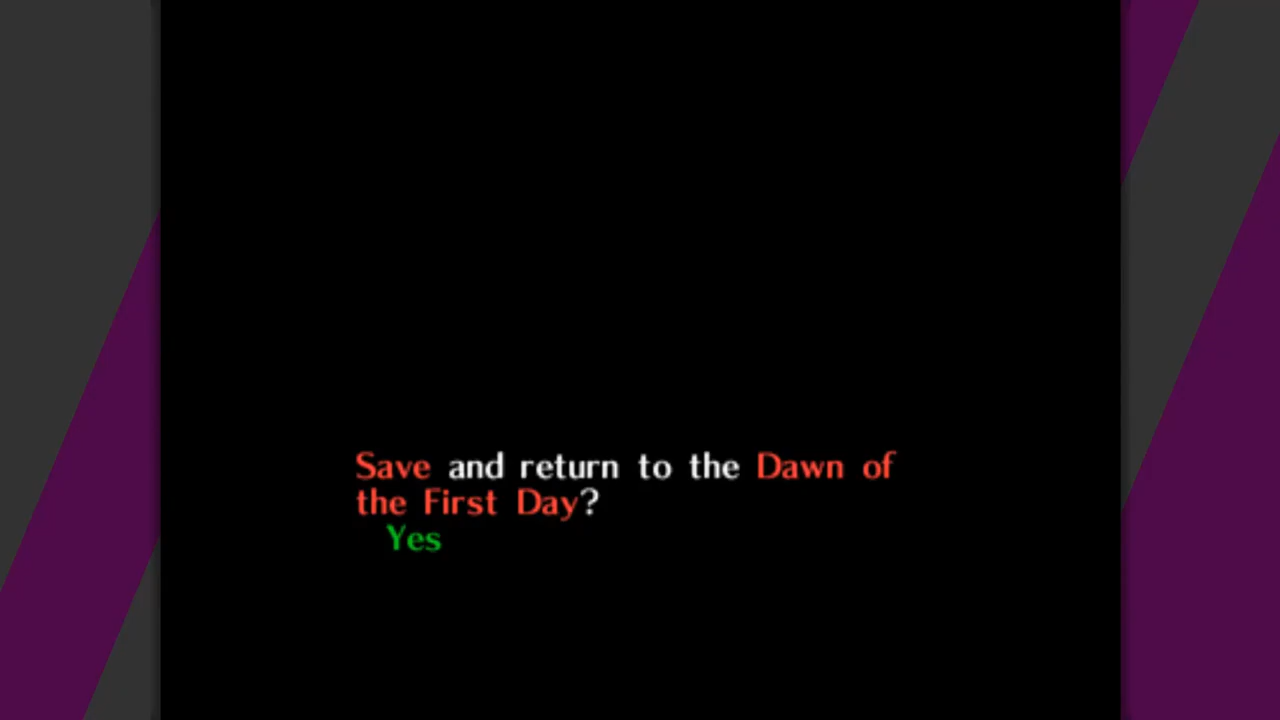 Save and return to the Dawn of
the First Day?
Yes